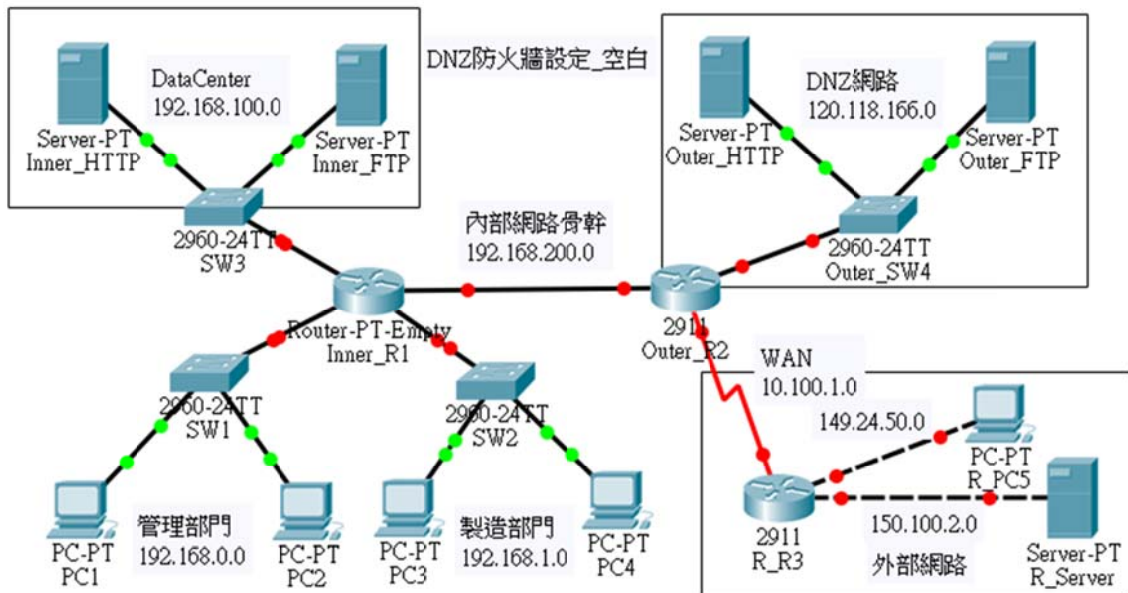 DataCenter
192.168.100.0
Server-PT
Inner_HTTP
Server-PT
Inner_FTP
2960-24TT
SW3
DNZ防火牆設定_空白
DNZ網路
120.118.166.0
Server-PT
Outer_HTTP
Server-PT
Outer_FTP
2960-24TT
Outer_SW4
內部網路骨幹
192.168.200.0
Router-PT-Empty
Inner_R1
2911
Outer_R2
2960-24TT
SW1
2960-24TT
SW2
PC-PT
PC1
管理部門
192.168.0.0
PC-PT
PC2
PC-PT
PC3
製造部門
192.168.1.0
PC-PT
PC4
WAN
10.100.1.0
149.24.50.0
PC-PT
R_PC5
2911
R_R3
150.100.2.0
外部網路
Server-PT
R_Server